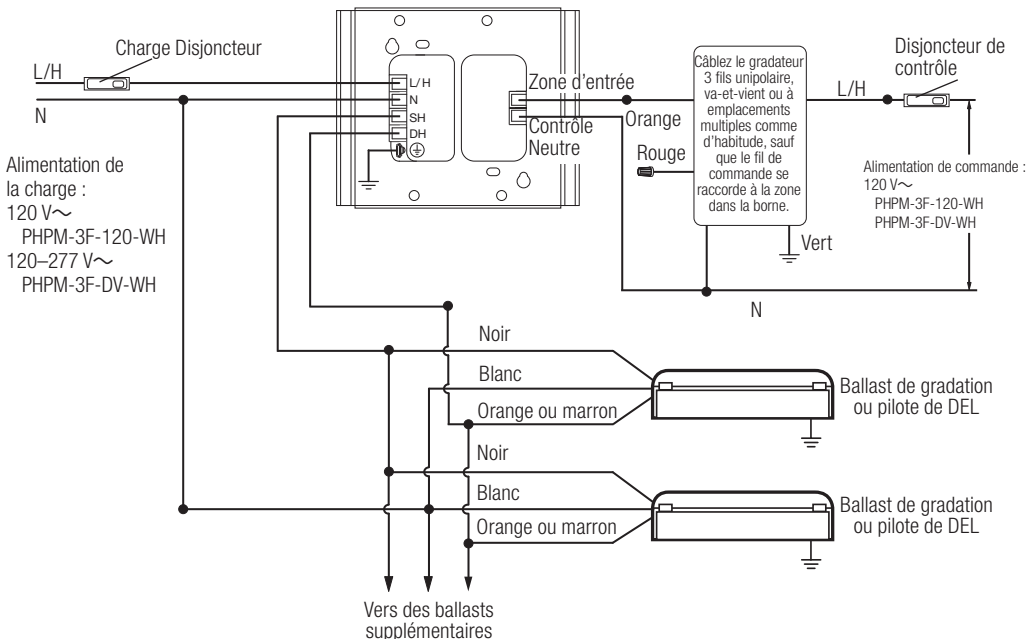 Charge Disjoncteur
L/H
N
Alimentation de
la charge :
120 V～
PHPM-3F-120-WH
120–277 V～
PHPM-3F-DV-WH
L/H
N
SH
DH
Zone d'entrée
Contrôle
Neutre
Orange
Rouge
Câblez le gradateur
3 fils unipolaire,
va-et-vient ou à
emplacements
multiples comme
d'habitude, sauf
que le fil de
commande se
raccorde à la zone
dans la borne.
Vert
L/H
Disjoncteur de
contrôle
Alimentation de commande :
120 V～
PHPM-3F-120-WH
PHPM-3F-DV-WH
N
Noir
Blanc
Orange ou marron
Ballast de gradation
ou pilote de DEL
Noir
Blanc
Orange ou marron
Ballast de gradation
ou pilote de DEL
Vers des ballasts
supplémentaires